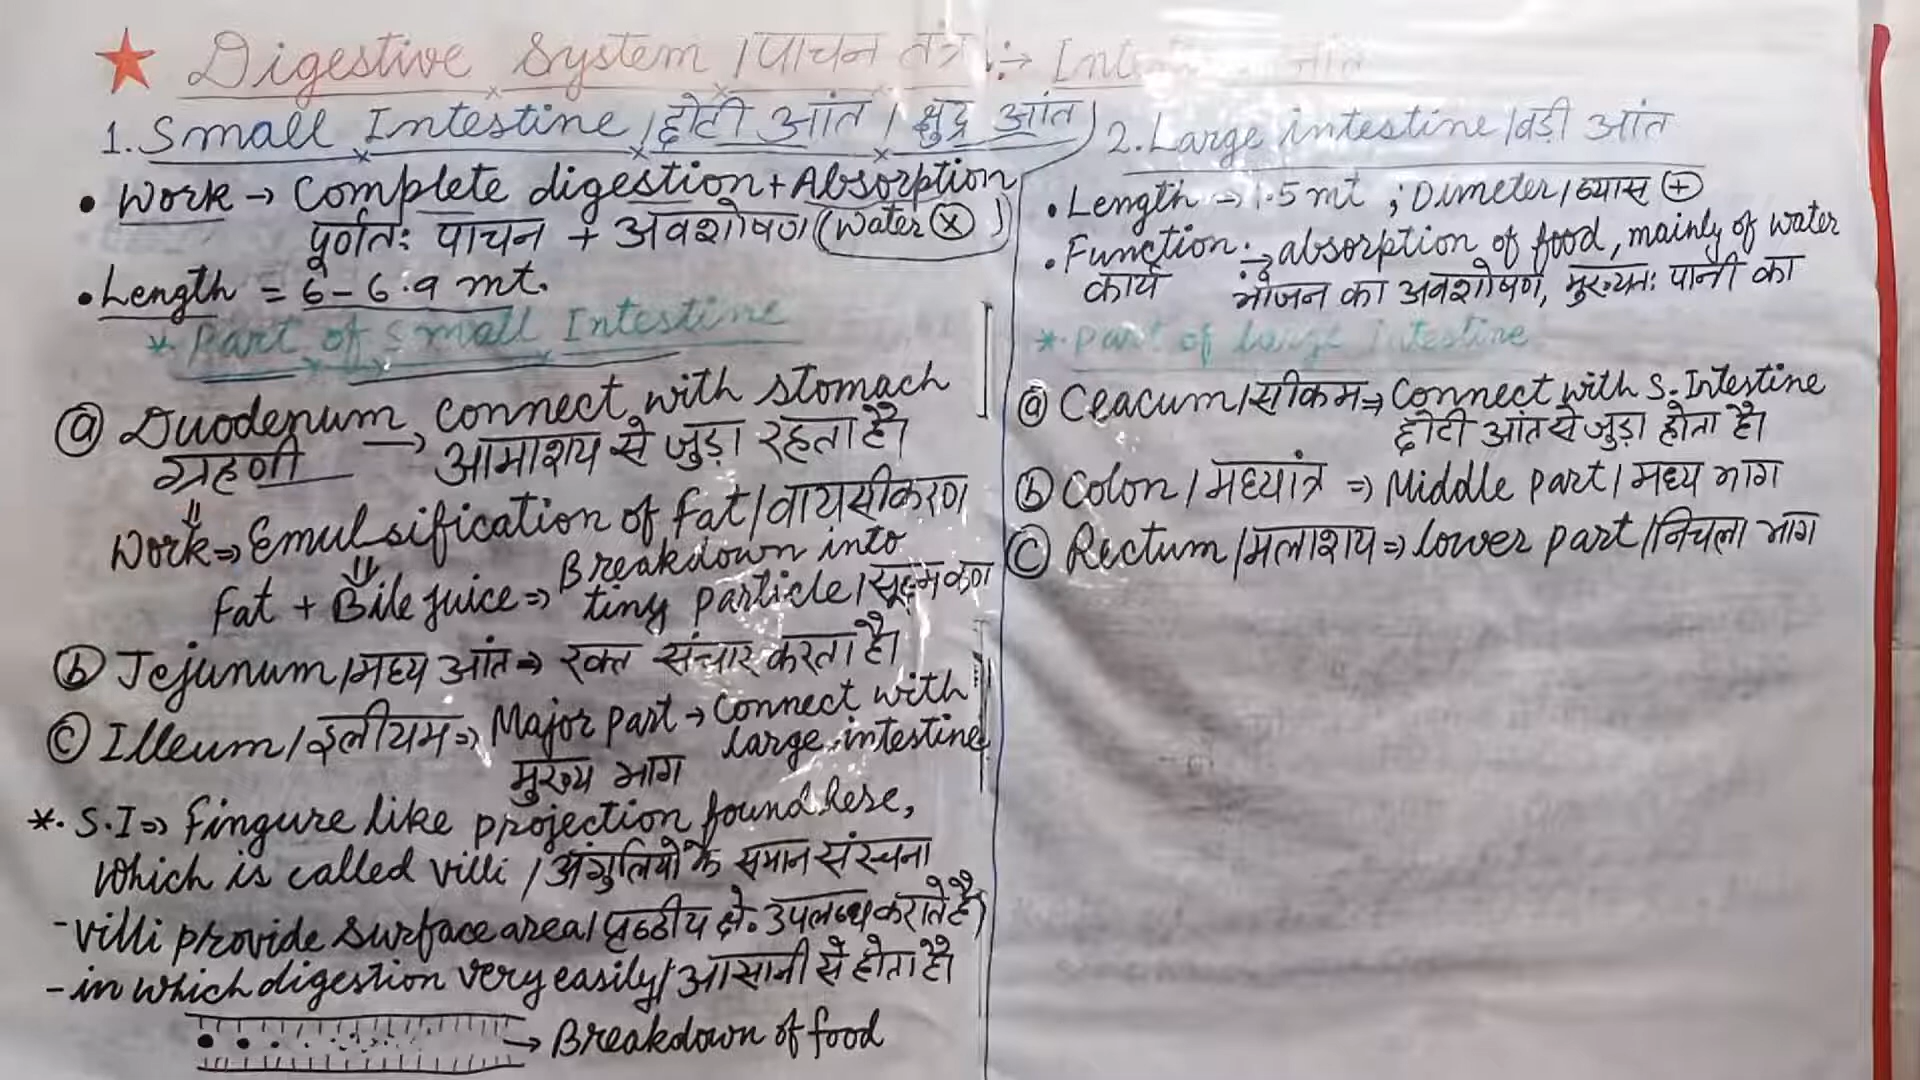 Digestive System / पाचन तंत्र :→
1. Small Intestine / छोटी आंत / क्षुद्र आंत
• Work → Complete digestion + Absorption
पूर्णतः पाचन + अवशोषण (Water ⊗)
• Length = 6 - 6.9 mt.
*. Part of Small Intestine
ⓐ Duodenum connect with stomach
ग्रहणी → आमाशय से जुड़ा रहता है।
Work ⇒ Emulsification of fat / वायसीकरण
Fat + Bile juice ⇒ Breakdown into
tiny particle / सूक्ष्म कण
ⓑ Jejunum / मध्य आंत ⇒ रक्त संचार करता है।
ⓒ Illeum / इलीयम ⇒ Major part → Connect with
large intestine
मुख्य भाग
*. S.I ⇒ Fingure like projection found here,
which is called villi / अंगुलियों के समान संरचना
- villi provide surface area / पृष्ठीय क्षे. उपलब्ध कराते है)
- in which digestion very easily / आसानी से होता है।
→ Breakdown of food
2. Large intestine / बड़ी आंत
• Length → 1.5 mt ; Dimeter / व्यास ⊕
• Function :→ absorption of food, mainly of water
कार्य भोजन का अवशोषण, मुख्यतः पानी का
*. part of large intestine
ⓐ Ceacum / सीकम ⇒ Connect with S. Intestine
छोटी आंत से जुड़ा होता है।
ⓑ Colon / मध्यांत्र ⇒ Middle part / मध्य भाग
ⓒ Rectum / मलाशय ⇒ lower part / निचला भाग